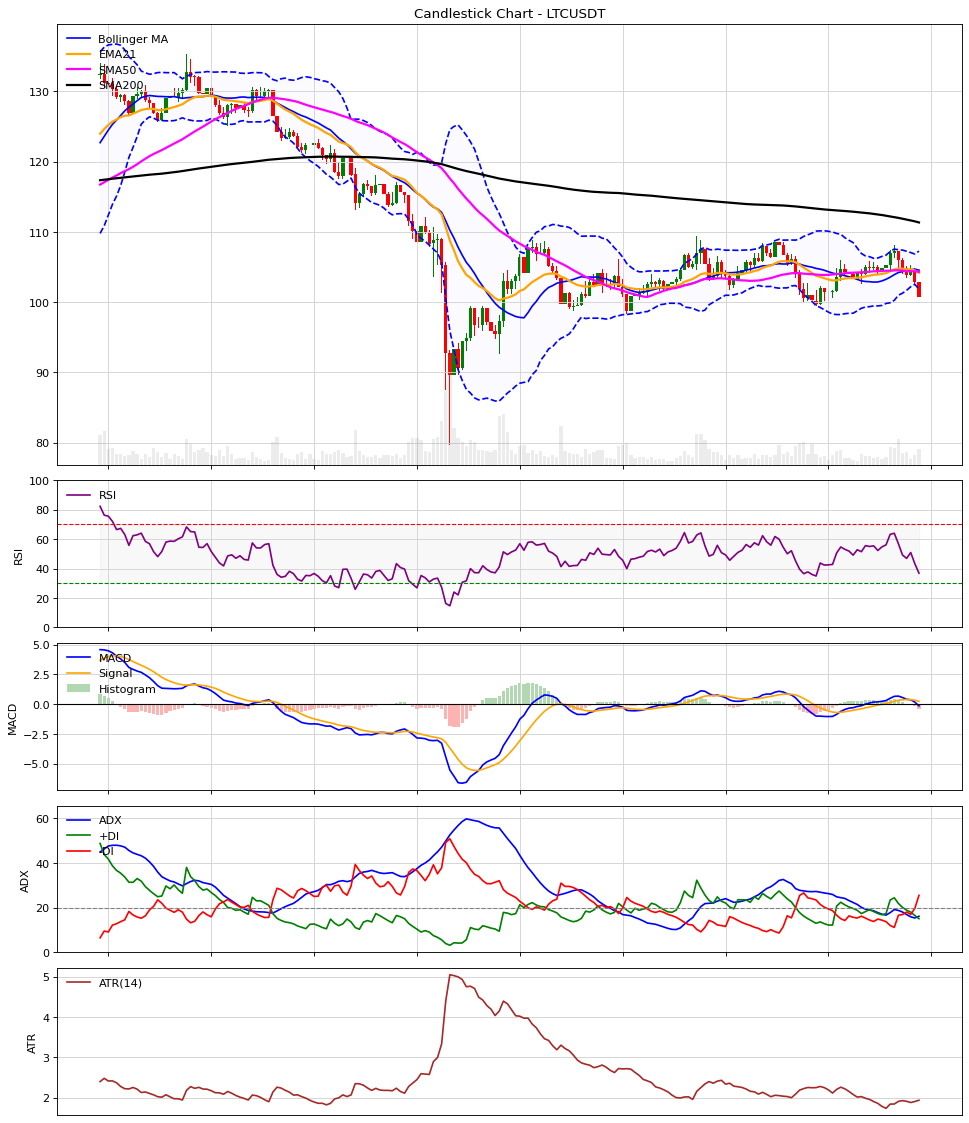 Candlestick Chart - LTCUSDT
Bollinger MA
EMA21
SMA50
SMA200
130
120
110
100
90
80
RSI
100
80
60
40
20
0
RSI
MACD
Signal
Histogram
5.0
2.5
0.0
−2.5
−5.0
MACD
ADX
+DI
-DI
60
40
20
0
ADX
ATR(14)
5
4
3
2
ATR